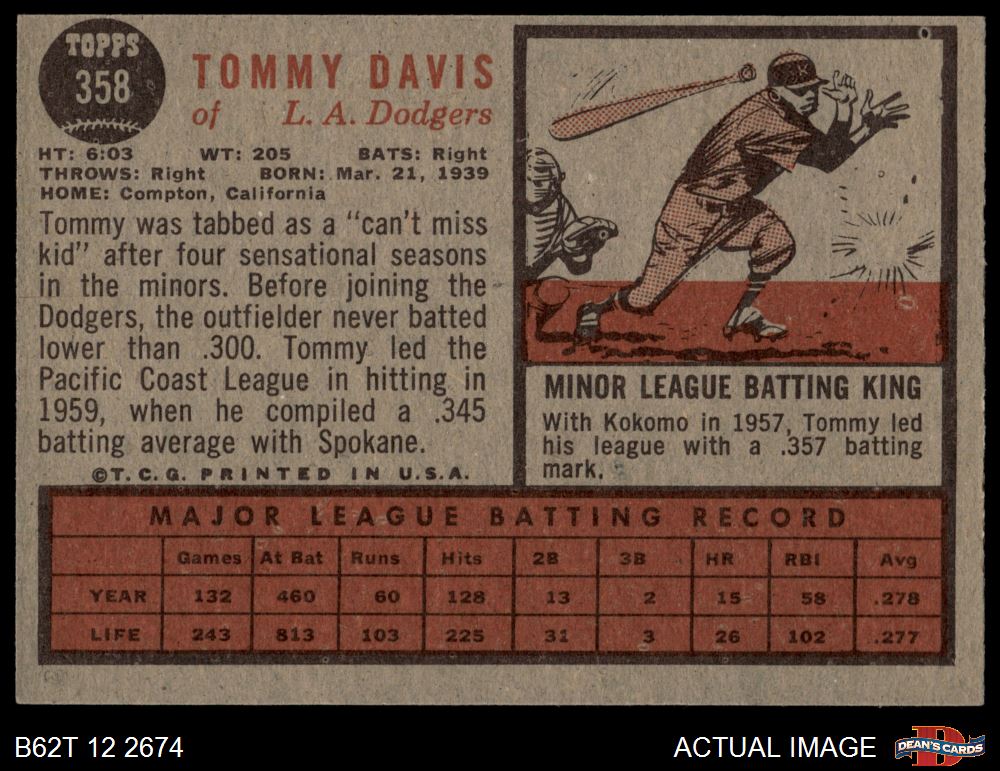 TOPPS
358
TOMMY DAVIS
of L. A. Dodgers
HT: 6:03 WT: 205 BATS: Right
THROWS: Right BORN: Mar. 21, 1939
HOME: Compton, California
Tommy was tabbed as a "can't miss
kid" after four sensational seasons
in the minors. Before joining the
Dodgers, the outfielder never batted
lower than .300. Tommy led the
Pacific Coast League in hitting in
1959, when he compiled a .345
batting average with Spokane.
©T.C.G. PRINTED IN U.S.A.
K
MINOR LEAGUE BATTING KING
With Kokomo in 1957, Tommy led
his league with a .357 batting
mark.
MAJOR LEAGUE BATTING RECORD
Games At Bat Runs Hits 2B 3B HR RBI Avg
YEAR 132 460 60 128 13 2 15 58 .278
LIFE 243 813 103 225 31 3 26 102 .277
B62T 12 2674
ACTUAL IMAGE
D
DEAN'S CARDS